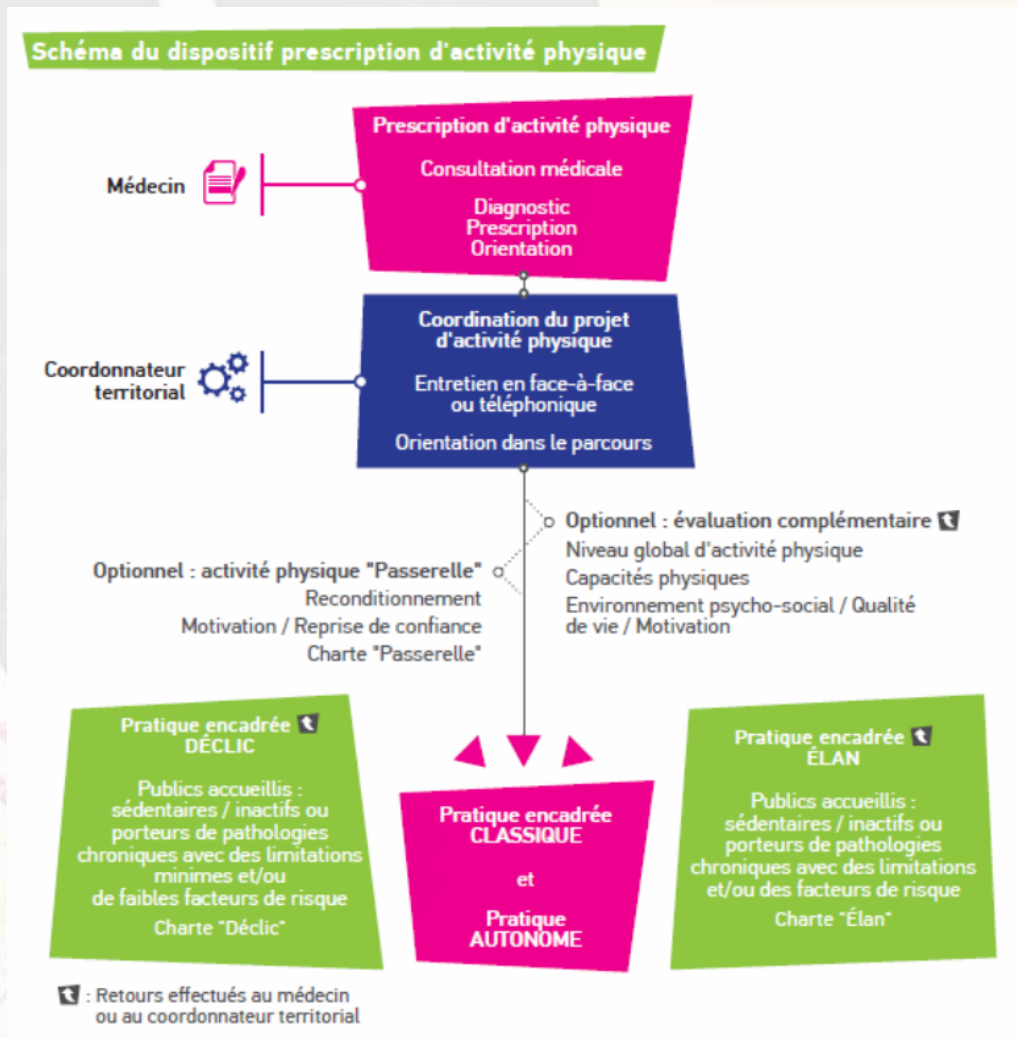 Schéma du dispositif prescription d'activité physique
Médecin
Prescription d'activité physique
Consultation médicale
Diagnostic
Prescription
Orientation
Coordonnateur
territorial
Coordination du projet
d'activité physique
Entretien en face-à-face
ou téléphonique
Orientation dans le parcours
Optionnel : évaluation complémentaire
Niveau global d'activité physique
Capacités physiques
Environnement psycho-social / Qualité
de vie / Motivation
Optionnel : activité physique "Passerelle"
Reconditionnement
Motivation / Reprise de confiance
Charte "Passerelle"
Pratique encadrée
DÉCLIC
Publics accueillis :
sédentaires / inactifs ou
porteurs de pathologies
chroniques avec des limitations
minimes et/ou
de faibles facteurs de risque
Charte "Déclic"
Pratique encadrée
CLASSIQUE
et
Pratique
AUTONOME
Pratique encadrée
ÉLAN
Publics accueillis :
sédentaires / inactifs ou
porteurs de pathologies
chroniques avec des limitations
et/ou des facteurs de risque
Charte "Élan"
: Retours effectués au médecin
ou au coordonnateur territorial